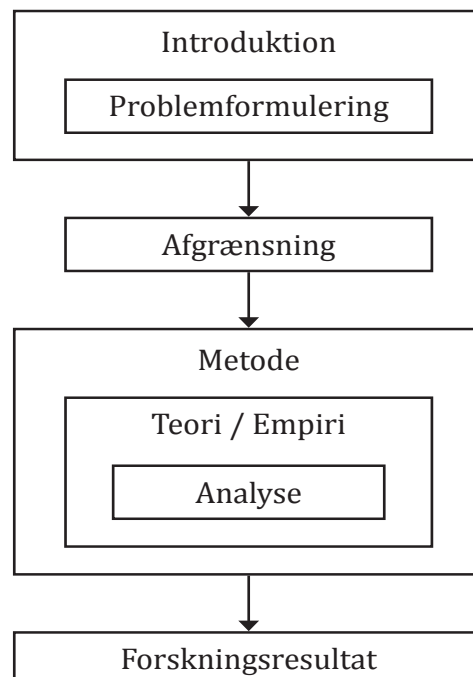 Introduktion
Problemformulering
Afgrænsning
Metode
Teori / Empiri
Analyse
Forskningsresultat